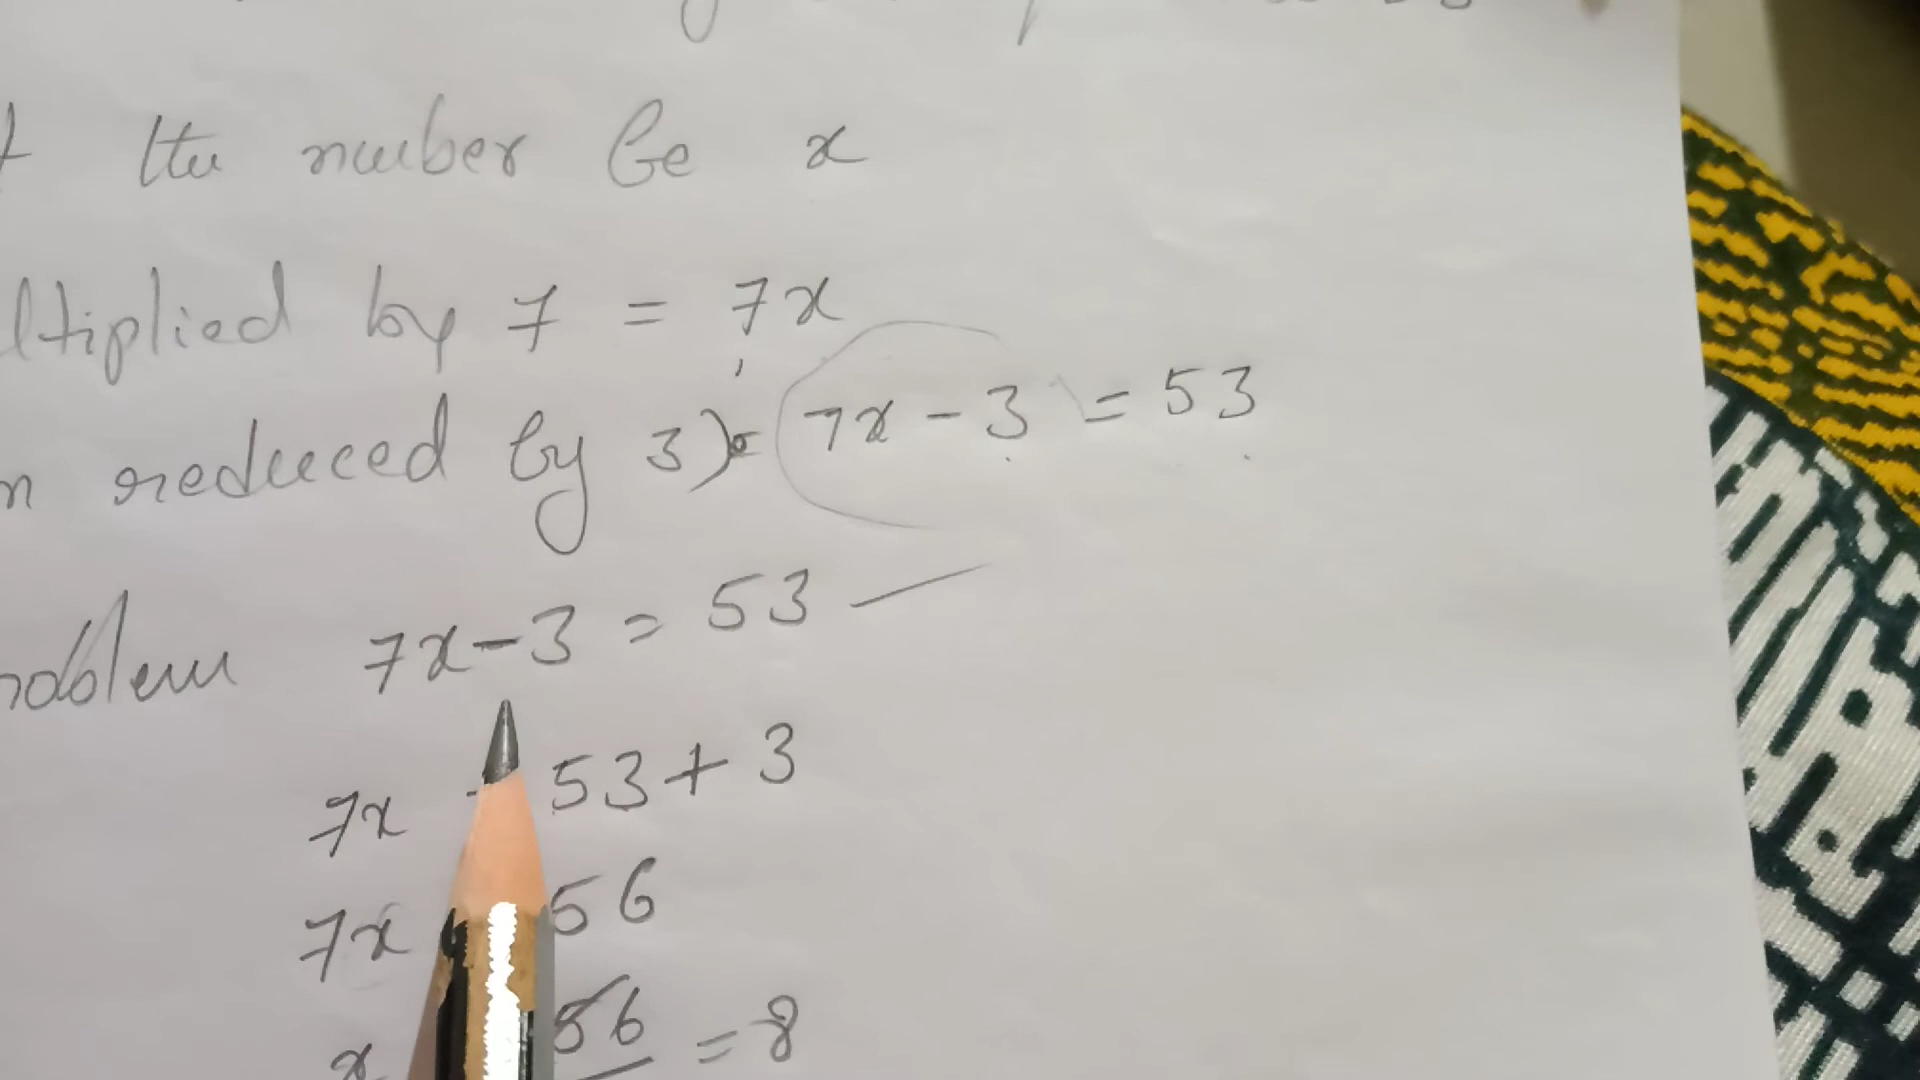 the number be x
ltiplied by 7 = 7x
n reduced by 3) = 7x - 3 = 53
roblem 7x - 3 = 53
7x 53 + 3
7x 56
x 56 = 8